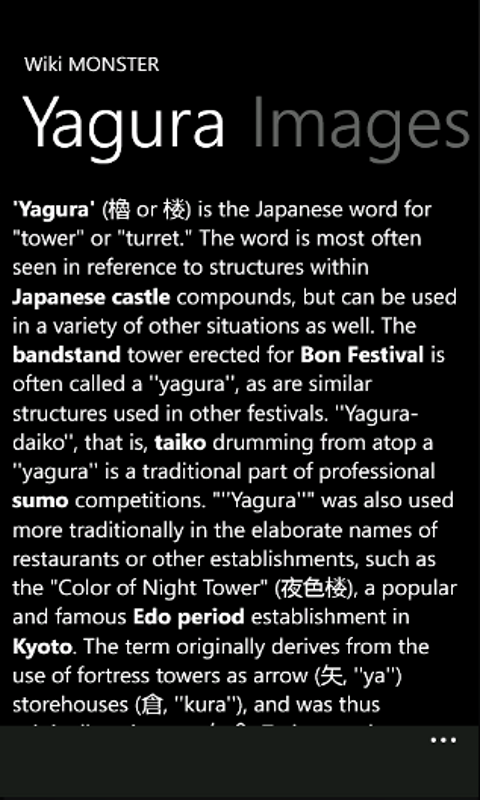 Wiki MONSTER
Yagura Images
'Yagura' (櫓 or 楼) is the Japanese word for
"tower" or "turret." The word is most often
seen in reference to structures within
Japanese castle compounds, but can be used
in a variety of other situations as well. The
bandstand tower erected for Bon Festival is
often called a ''yagura'', as are similar
structures used in other festivals. ''Yagura-
daiko'', that is, taiko drumming from atop a
''yagura'' is a traditional part of professional
sumo competitions. "''Yagura''" was also used
more traditionally in the elaborate names of
restaurants or other establishments, such as
the "Color of Night Tower" (夜色楼), a popular
and famous Edo period establishment in
Kyoto. The term originally derives from the
use of fortress towers as arrow (矢, ''ya'')
storehouses (倉, ''kura''), and was thus